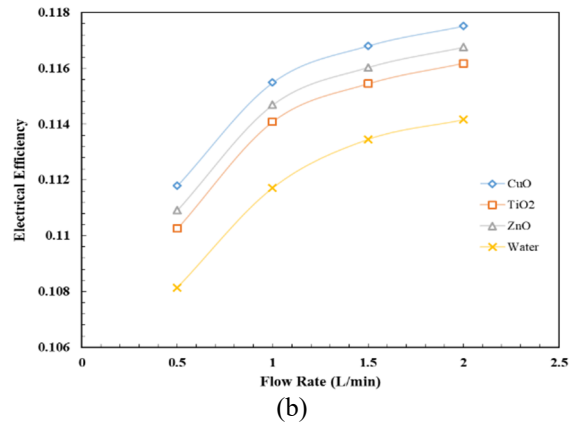 0.118
0.116
0.114
0.112
0.11
0.108
0.106
Electrical Efficiency
CuO
TiO2
ZnO
Water
0
0.5
1
1.5
2
2.5
Flow Rate (L/min)
(b)